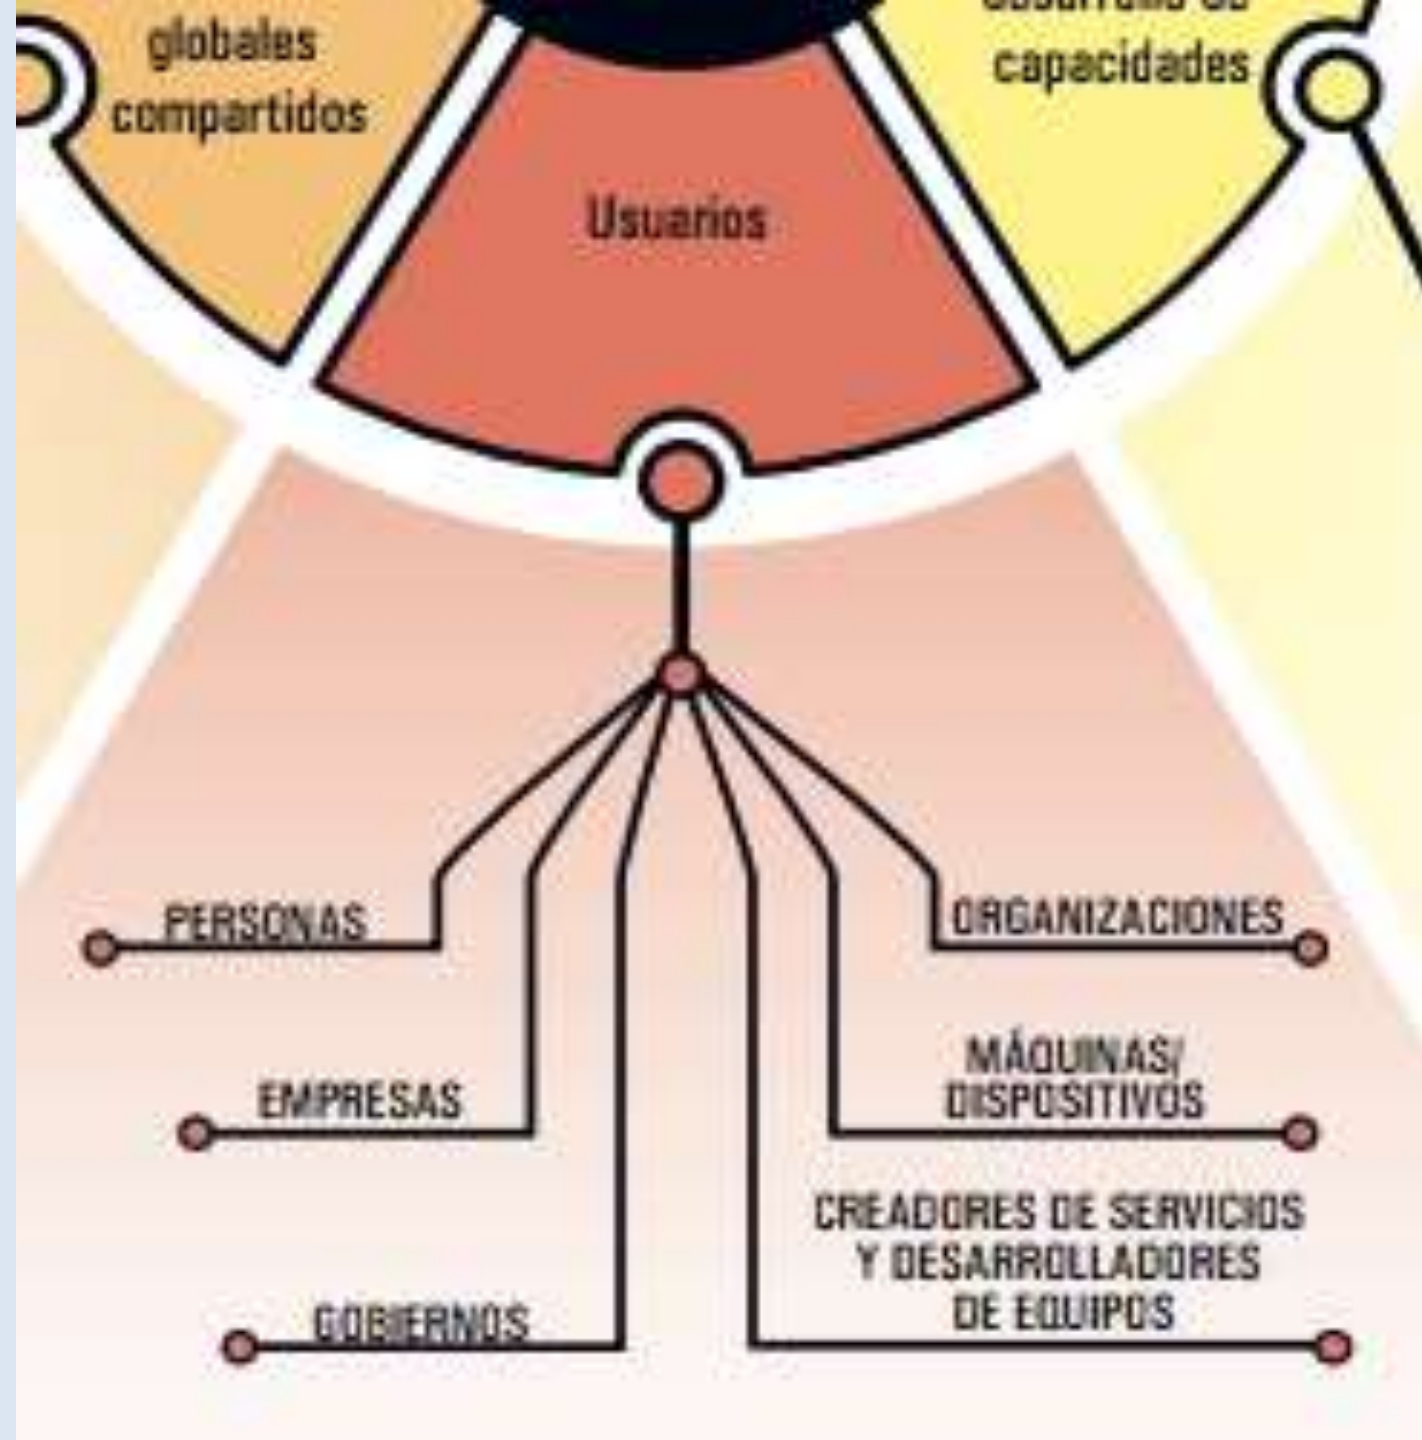 globales
compartidos
capacidades
Usuarios
PERSONAS
EMPRESAS
GOBIERNOS
ORGANIZACIONES
MÁQUINAS/
DISPOSITIVOS
CREADORES DE SERVICIOS
Y DESARROLLADORES
DE EQUIPOS